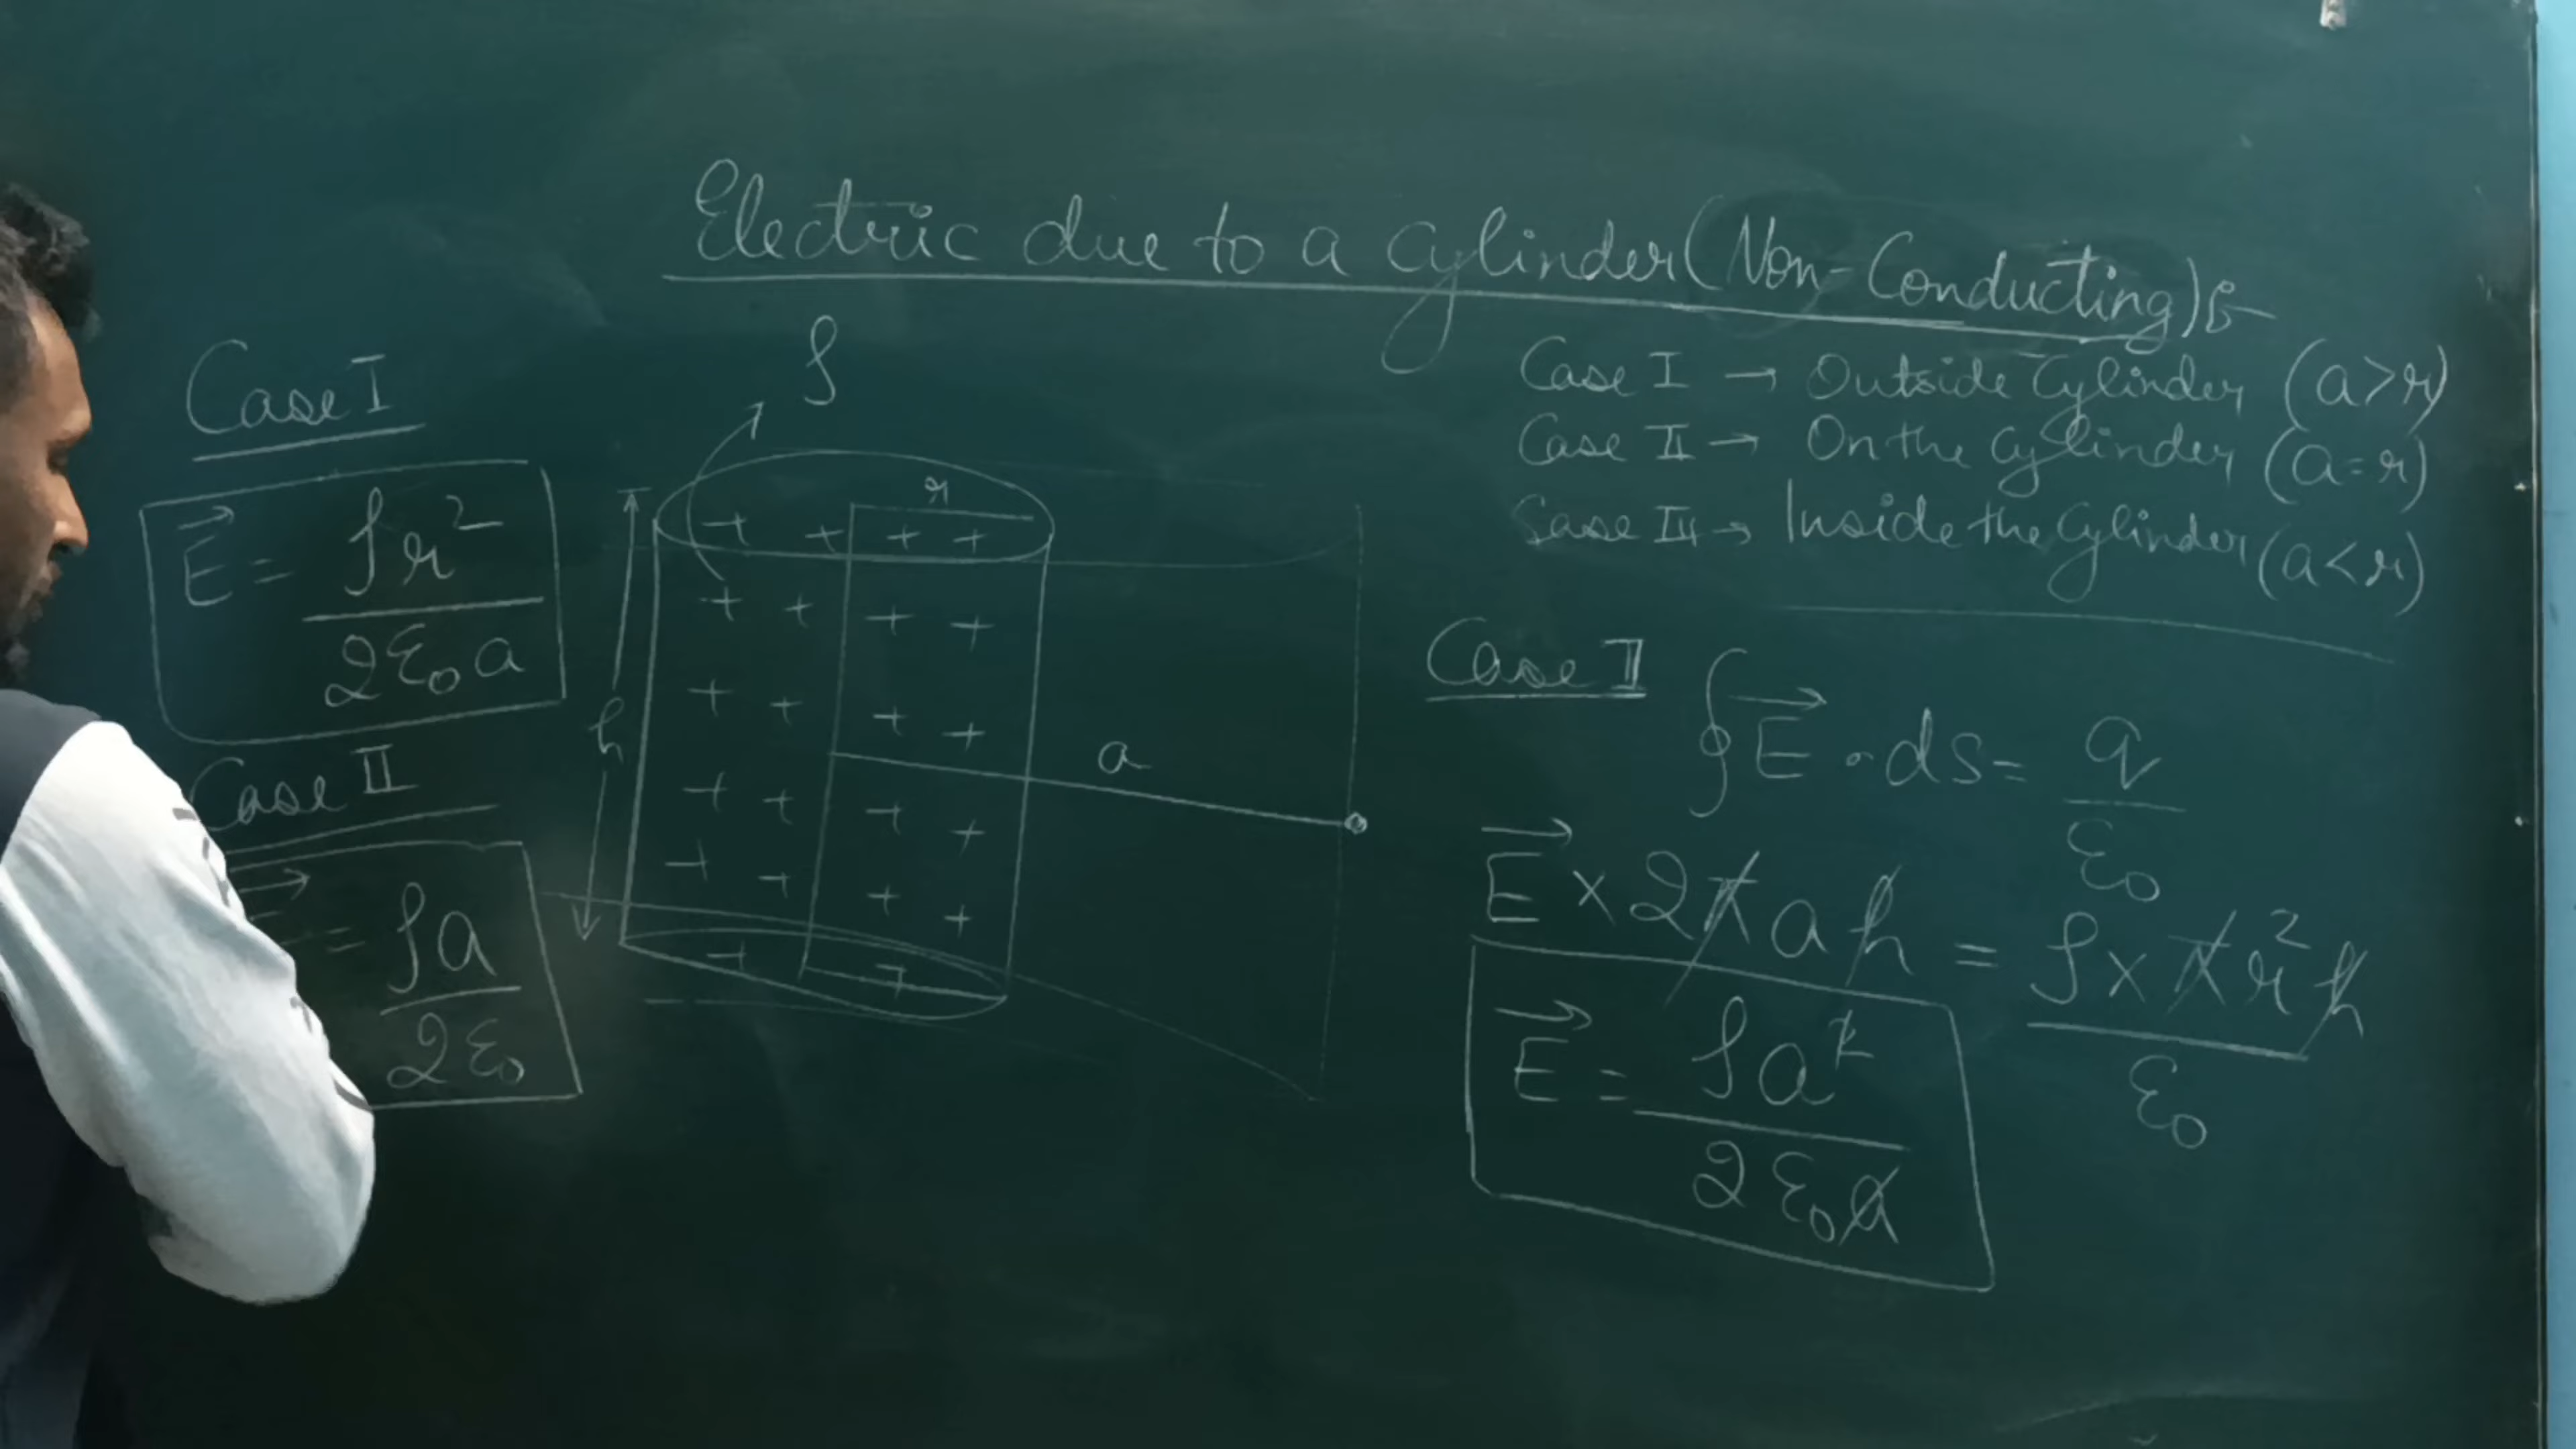 Electric due to a Cylinder (Non-Conducting) :-
Case I → Outside Cylinder (a>r)
Case II → On the Cylinder (a=r)
Case III → Inside the Cylinder (a<r)
Case I
E⃗ = ρr² / 2ε₀a
Case II
= ρa / 2ε₀
ρ
r
h
a
+ + + +
+ + + +
+ + + +
+ + + +
+ + + +
+ +
Case II
∮E⃗ · ds = q / ε₀
E⃗ × 2πah = ρ × πr²h / ε₀
E⃗ = ρa² / 2ε₀a